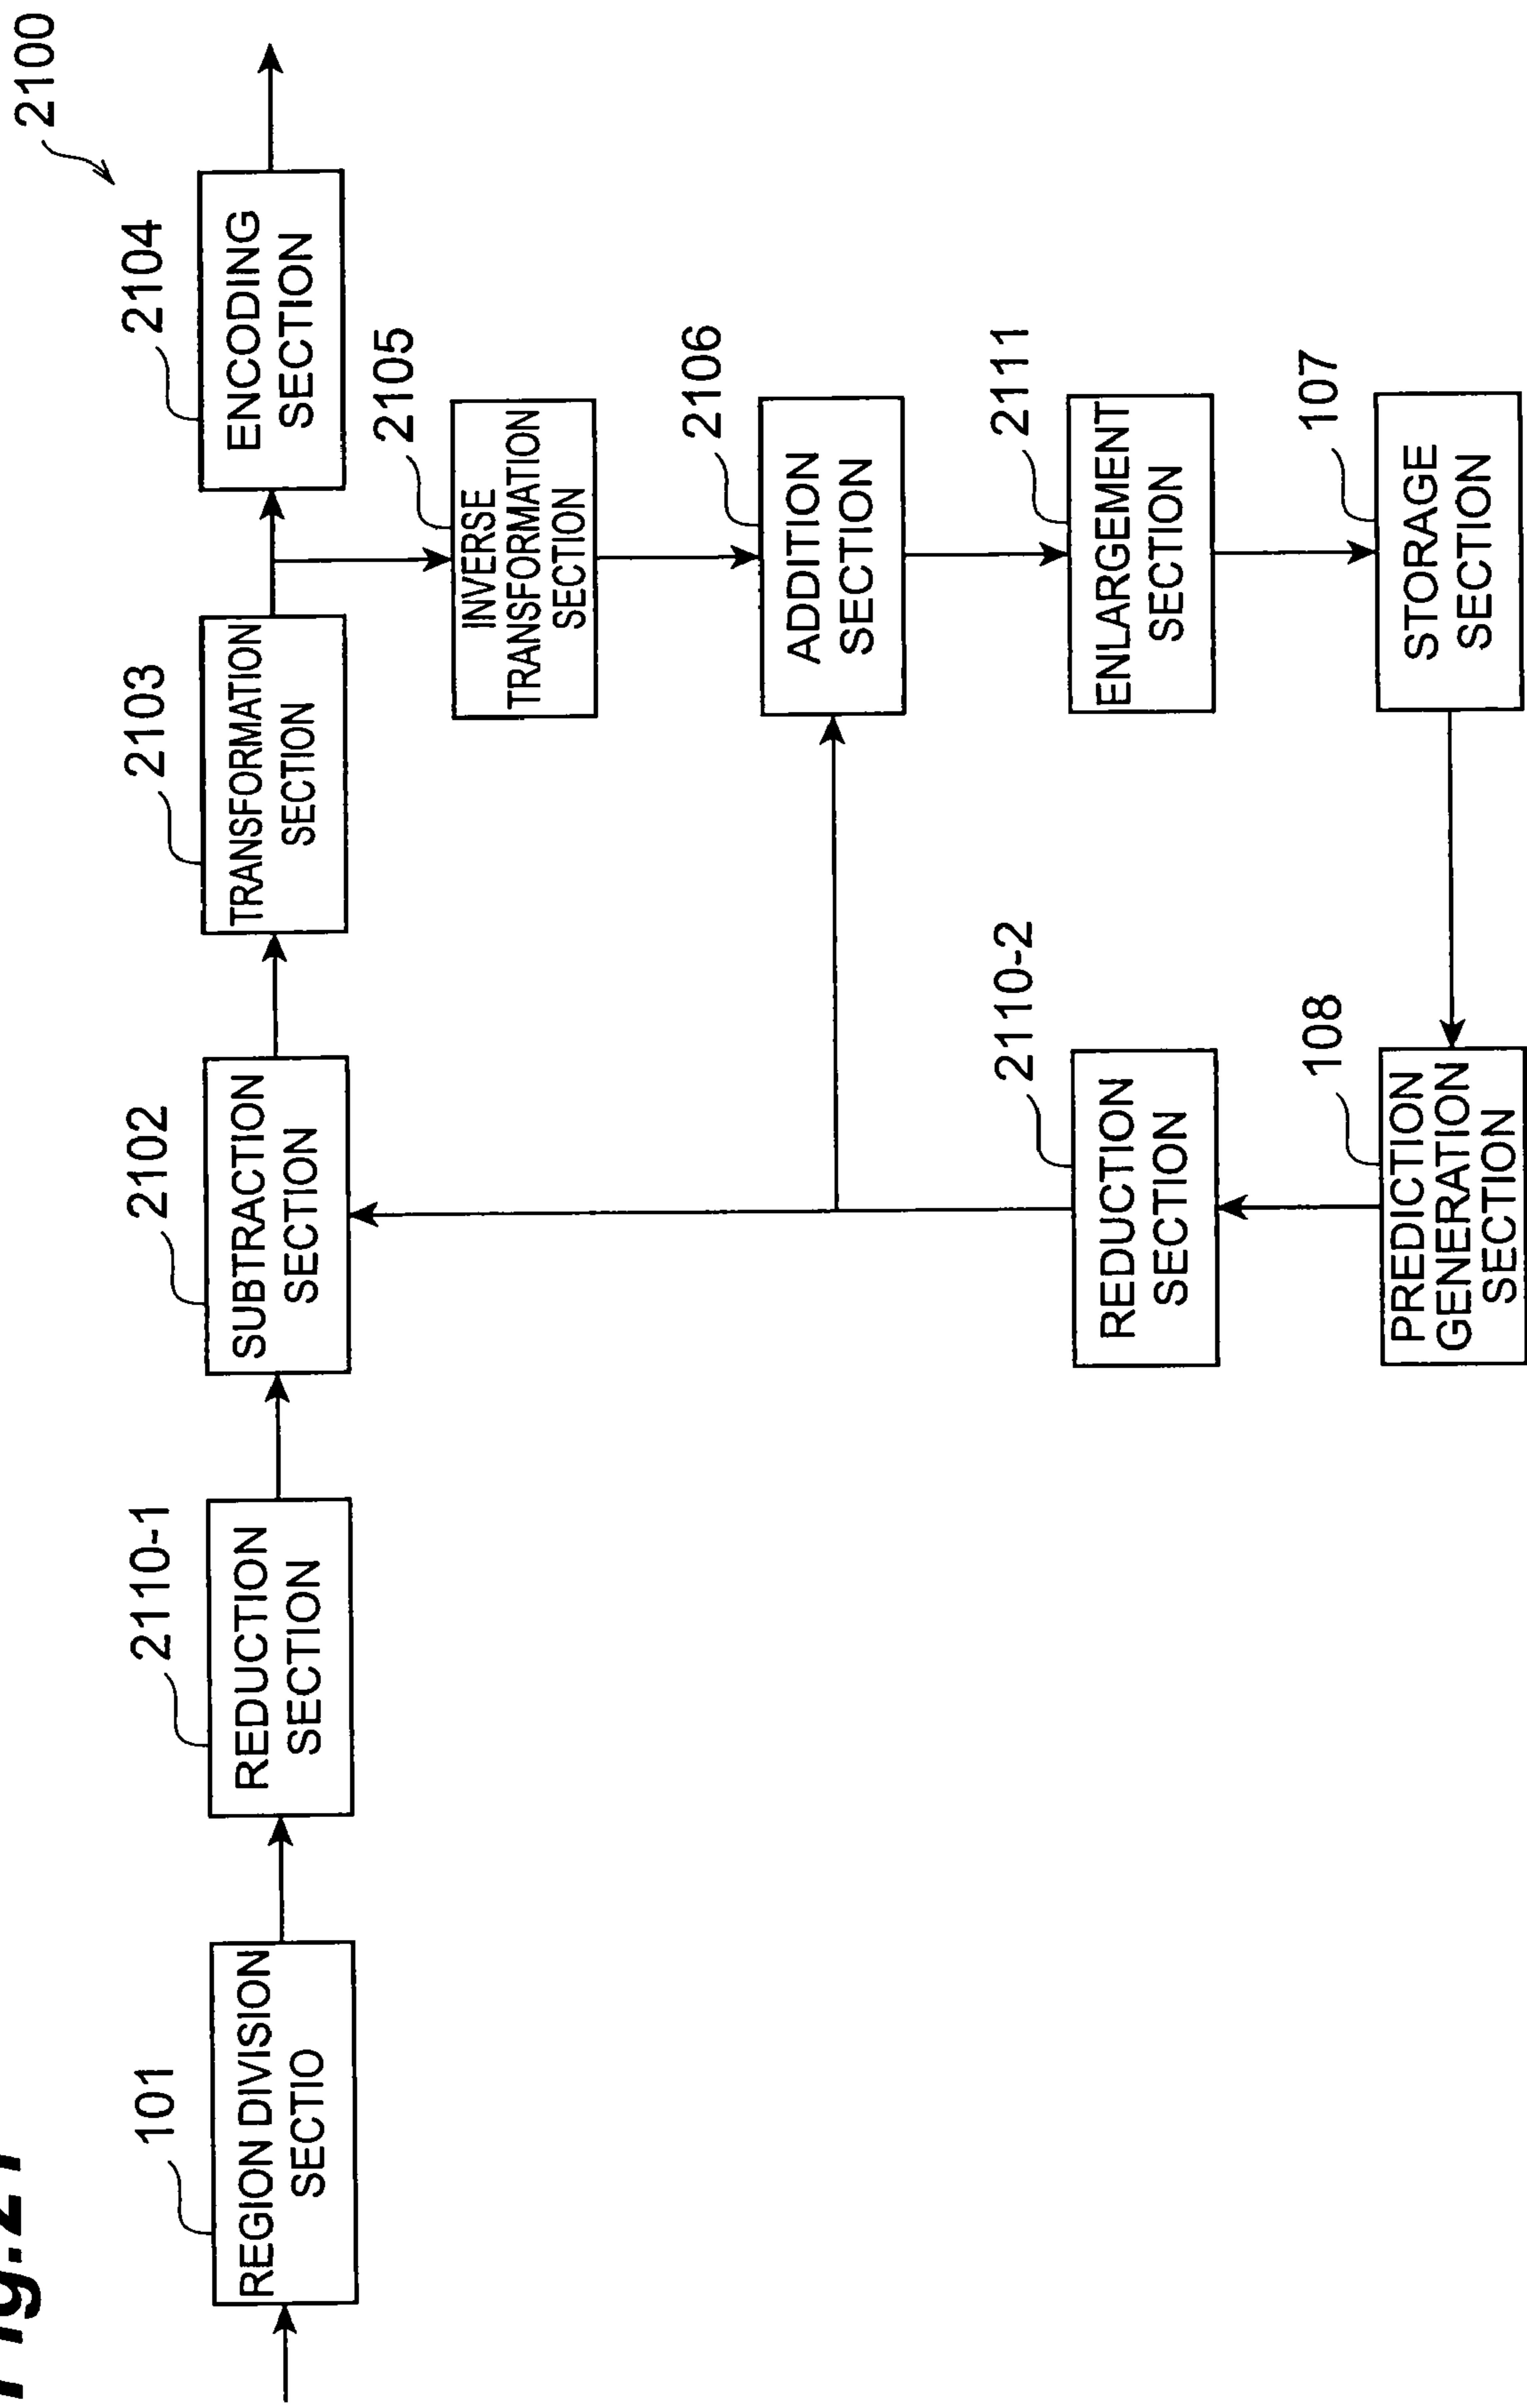 Fig.21
2100
101
REGION DIVISION
SECTIO
2110-1
REDUCTION
SECTION
2102
SUBTRACTION
SECTION
2103
TRANSFORMATION
SECTION
2104
ENCODING
SECTION
2105
INVERSE
TRANSFORMATION
SECTION
2106
ADDITION
SECTION
2110-2
REDUCTION
SECTION
2111
ENLARGEMENT
SECTION
108
PREDICTION
GENERATION
SECTION
107
STORAGE
SECTION